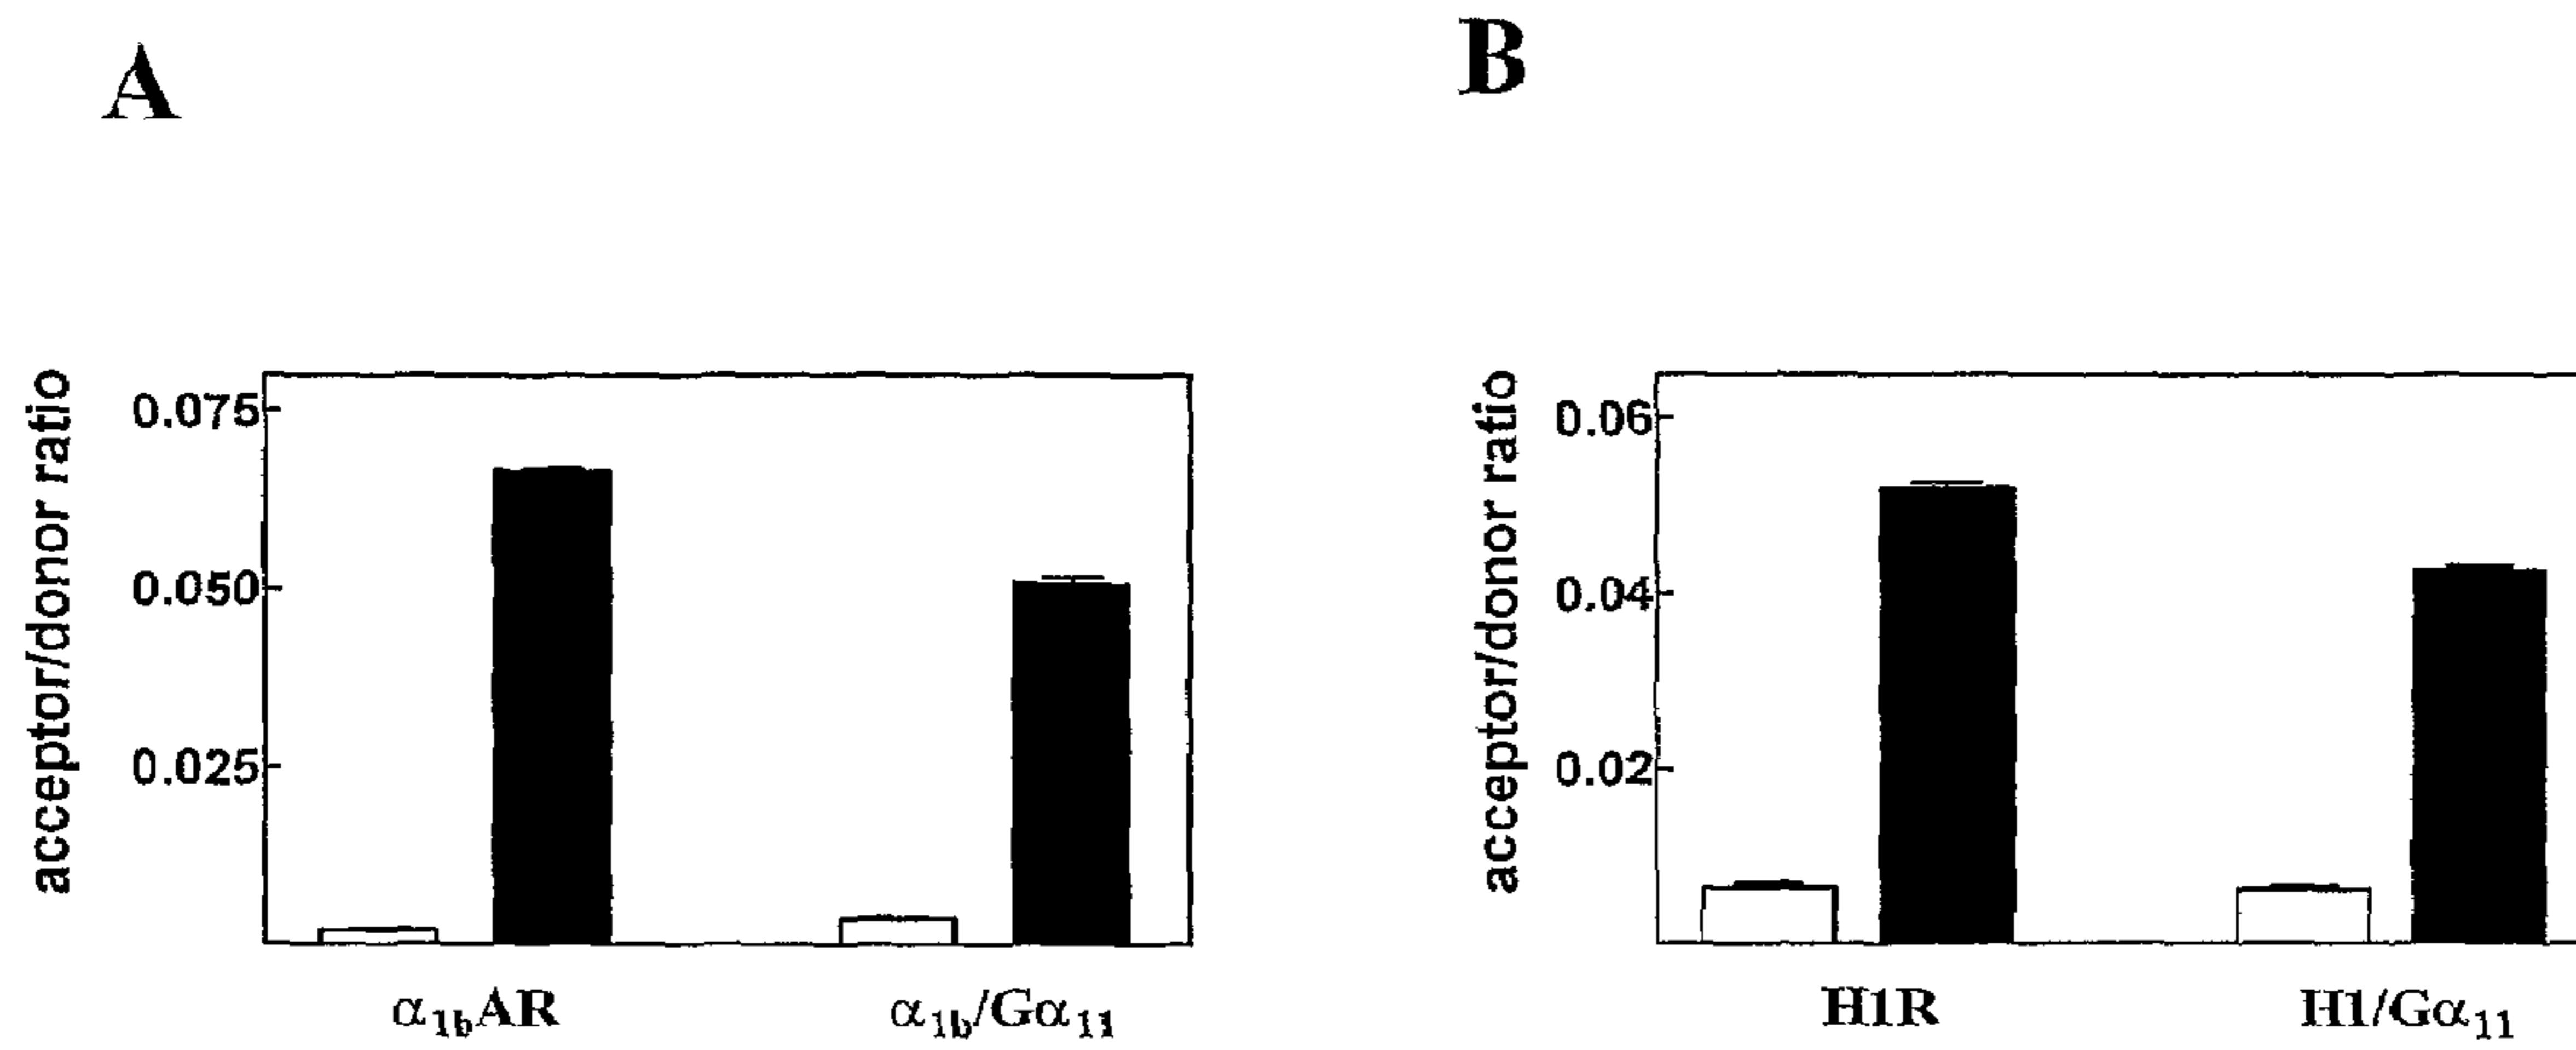 A
B
acceptor/donor ratio
0.075
0.050
0.025
α₁bAR
α₁b/Gα₁₁
acceptor/donor ratio
0.06
0.04
0.02
H1R
H1/Gα₁₁